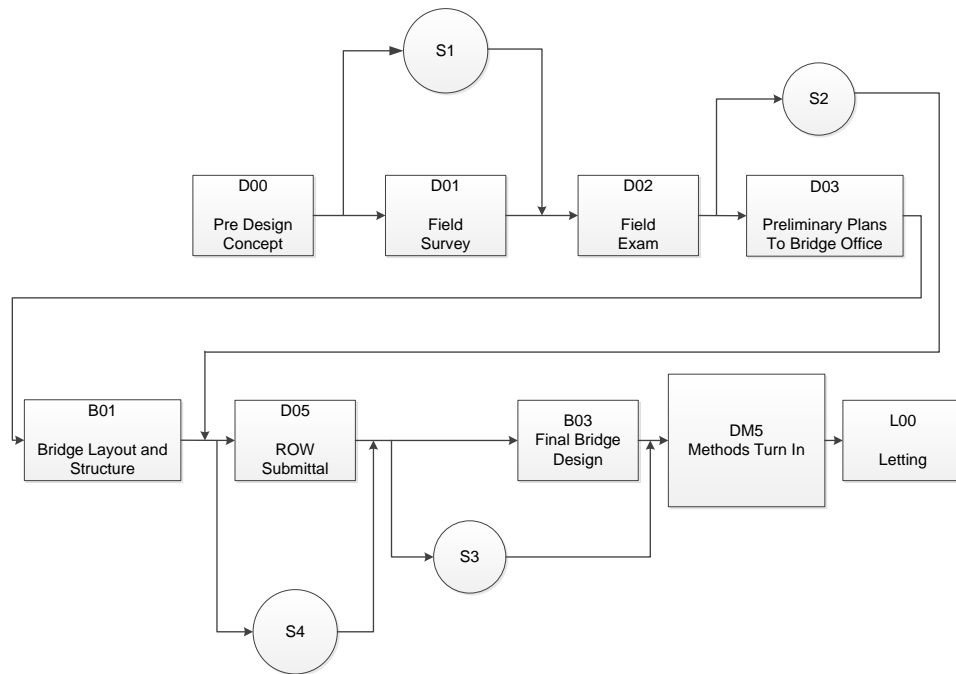 S1
S2
D00
Pre Design
Concept
D01
Field
Survey
D02
Field
Exam
D03
Preliminary Plans
To Bridge Office
B01
Bridge Layout and
Structure
D05
ROW
Submittal
B03
Final Bridge
Design
DM5
Methods Turn In
L00
Letting
S3
S4